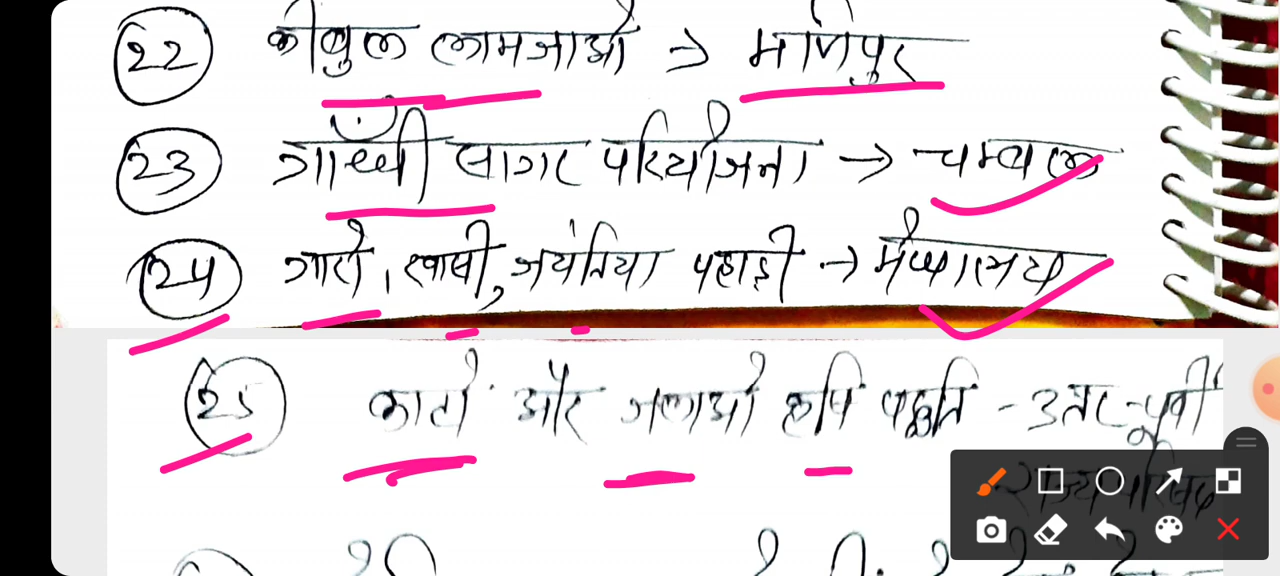 22 कीबुल लामजाओ → मणिपुर
23 गाँधी सागर परियोजना → चम्बल
24 गारो, खासी, जयंतिया पहाड़ी → मेघालय
25 काटो और जलाओ कृषि पद्धति - उत्तर-पूर्वी
राज्य